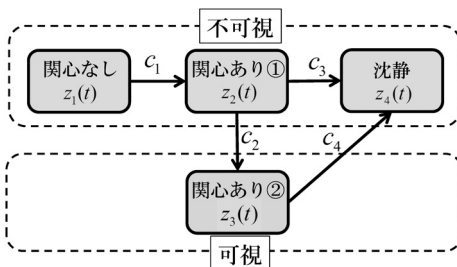 不可視
関心なし
z₁(t)
c₁
関心あり①
z₂(t)
c₃
沈静
z₄(t)
c₂
c₄
関心あり②
z₃(t)
可視